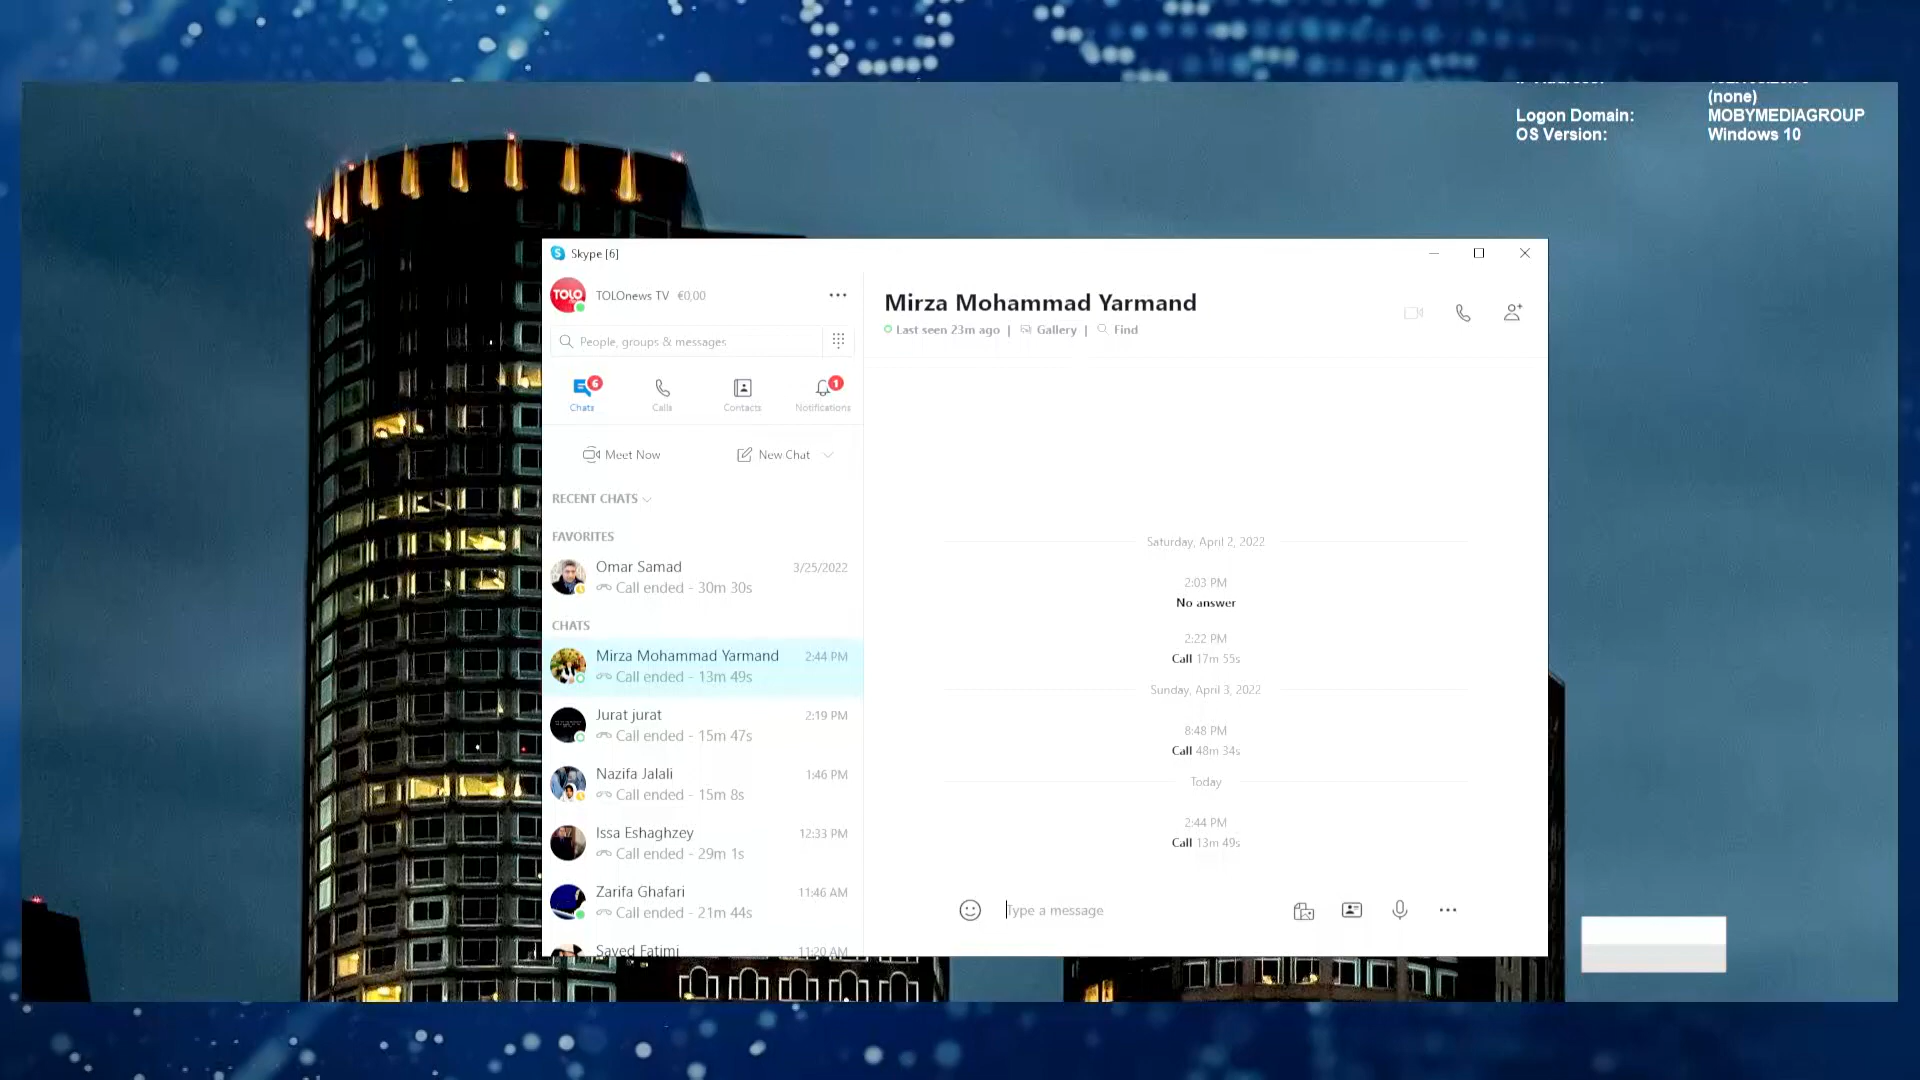 (none)
Logon Domain: MOBYMEDIAGROUP
OS Version: Windows 10
Skype [6]
TOLO
TOLOnews TV €0,00
People, groups & messages
6
1
Chats Calls Contacts Notifications
Meet Now New Chat
RECENT CHATS
FAVORITES
Omar Samad 3/25/2022
Call ended - 30m 30s
CHATS
Mirza Mohammad Yarmand 2:44 PM
Call ended - 13m 49s
Jurat jurat 2:19 PM
Call ended - 15m 47s
Nazifa Jalali 1:46 PM
Call ended - 15m 8s
Issa Eshaghzey 12:33 PM
Call ended - 29m 1s
Zarifa Ghafari 11:46 AM
Call ended - 21m 44s
Sayed Fatimi 11:20 AM
Mirza Mohammad Yarmand
Last seen 23m ago | Gallery | Find
Saturday, April 2, 2022
2:03 PM
No answer
2:22 PM
Call 17m 55s
Sunday, April 3, 2022
8:48 PM
Call 48m 34s
Today
2:44 PM
Call 13m 49s
Type a message